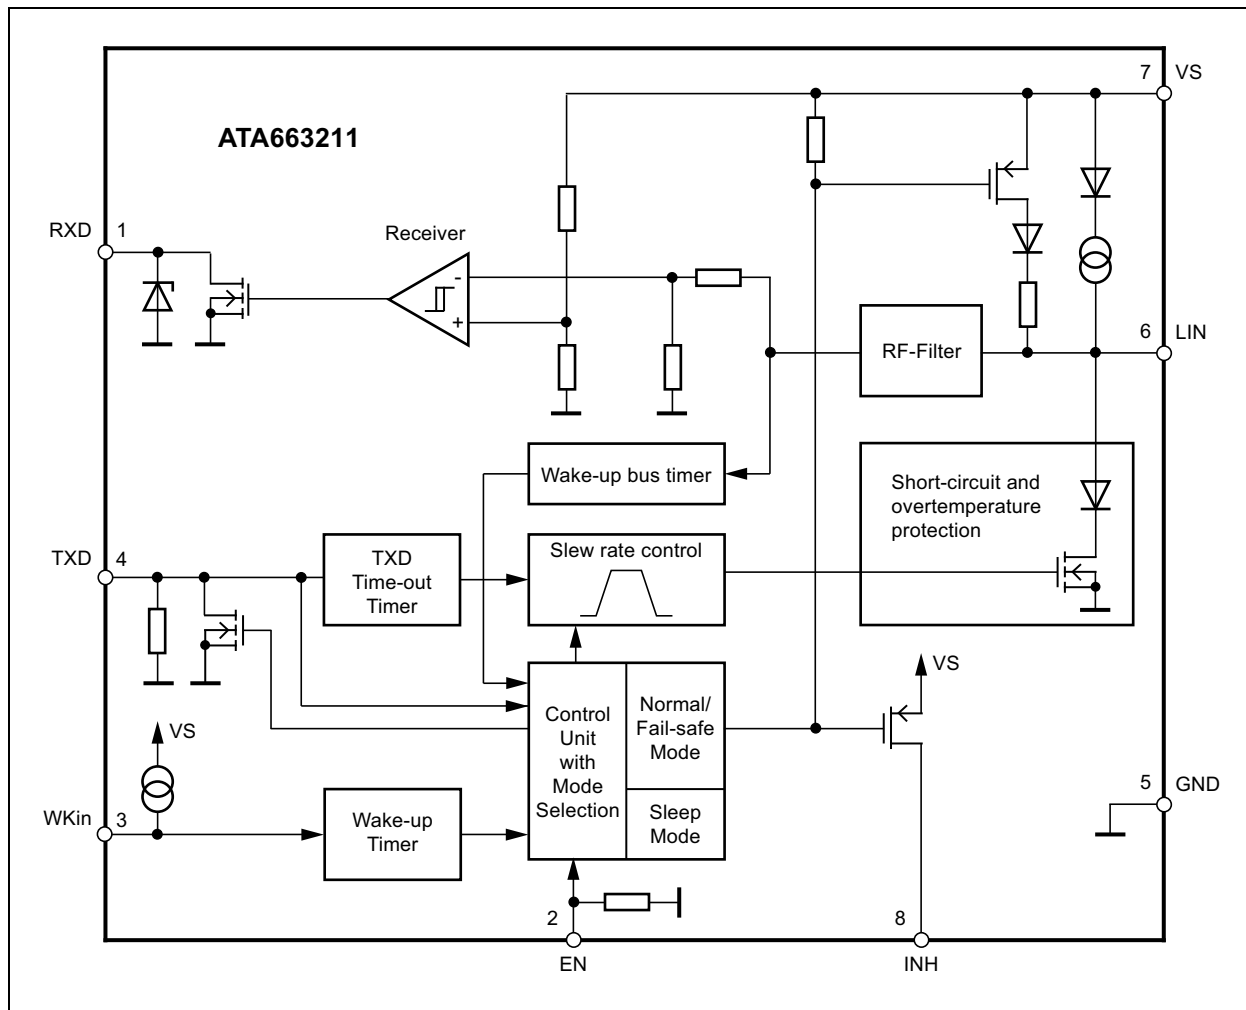 7 VS
ATA663211
RXD 1
Receiver
-
+
RF-Filter
6 LIN
Wake-up bus timer
Short-circuit and
overtemperature
protection
TXD 4
TXD
Time-out
Timer
Slew rate control
VS
Control
Unit
with
Mode
Selection
Normal/
Fail-safe
Mode
Sleep
Mode
VS
WKin 3
Wake-up
Timer
5 GND
2
EN
8
INH